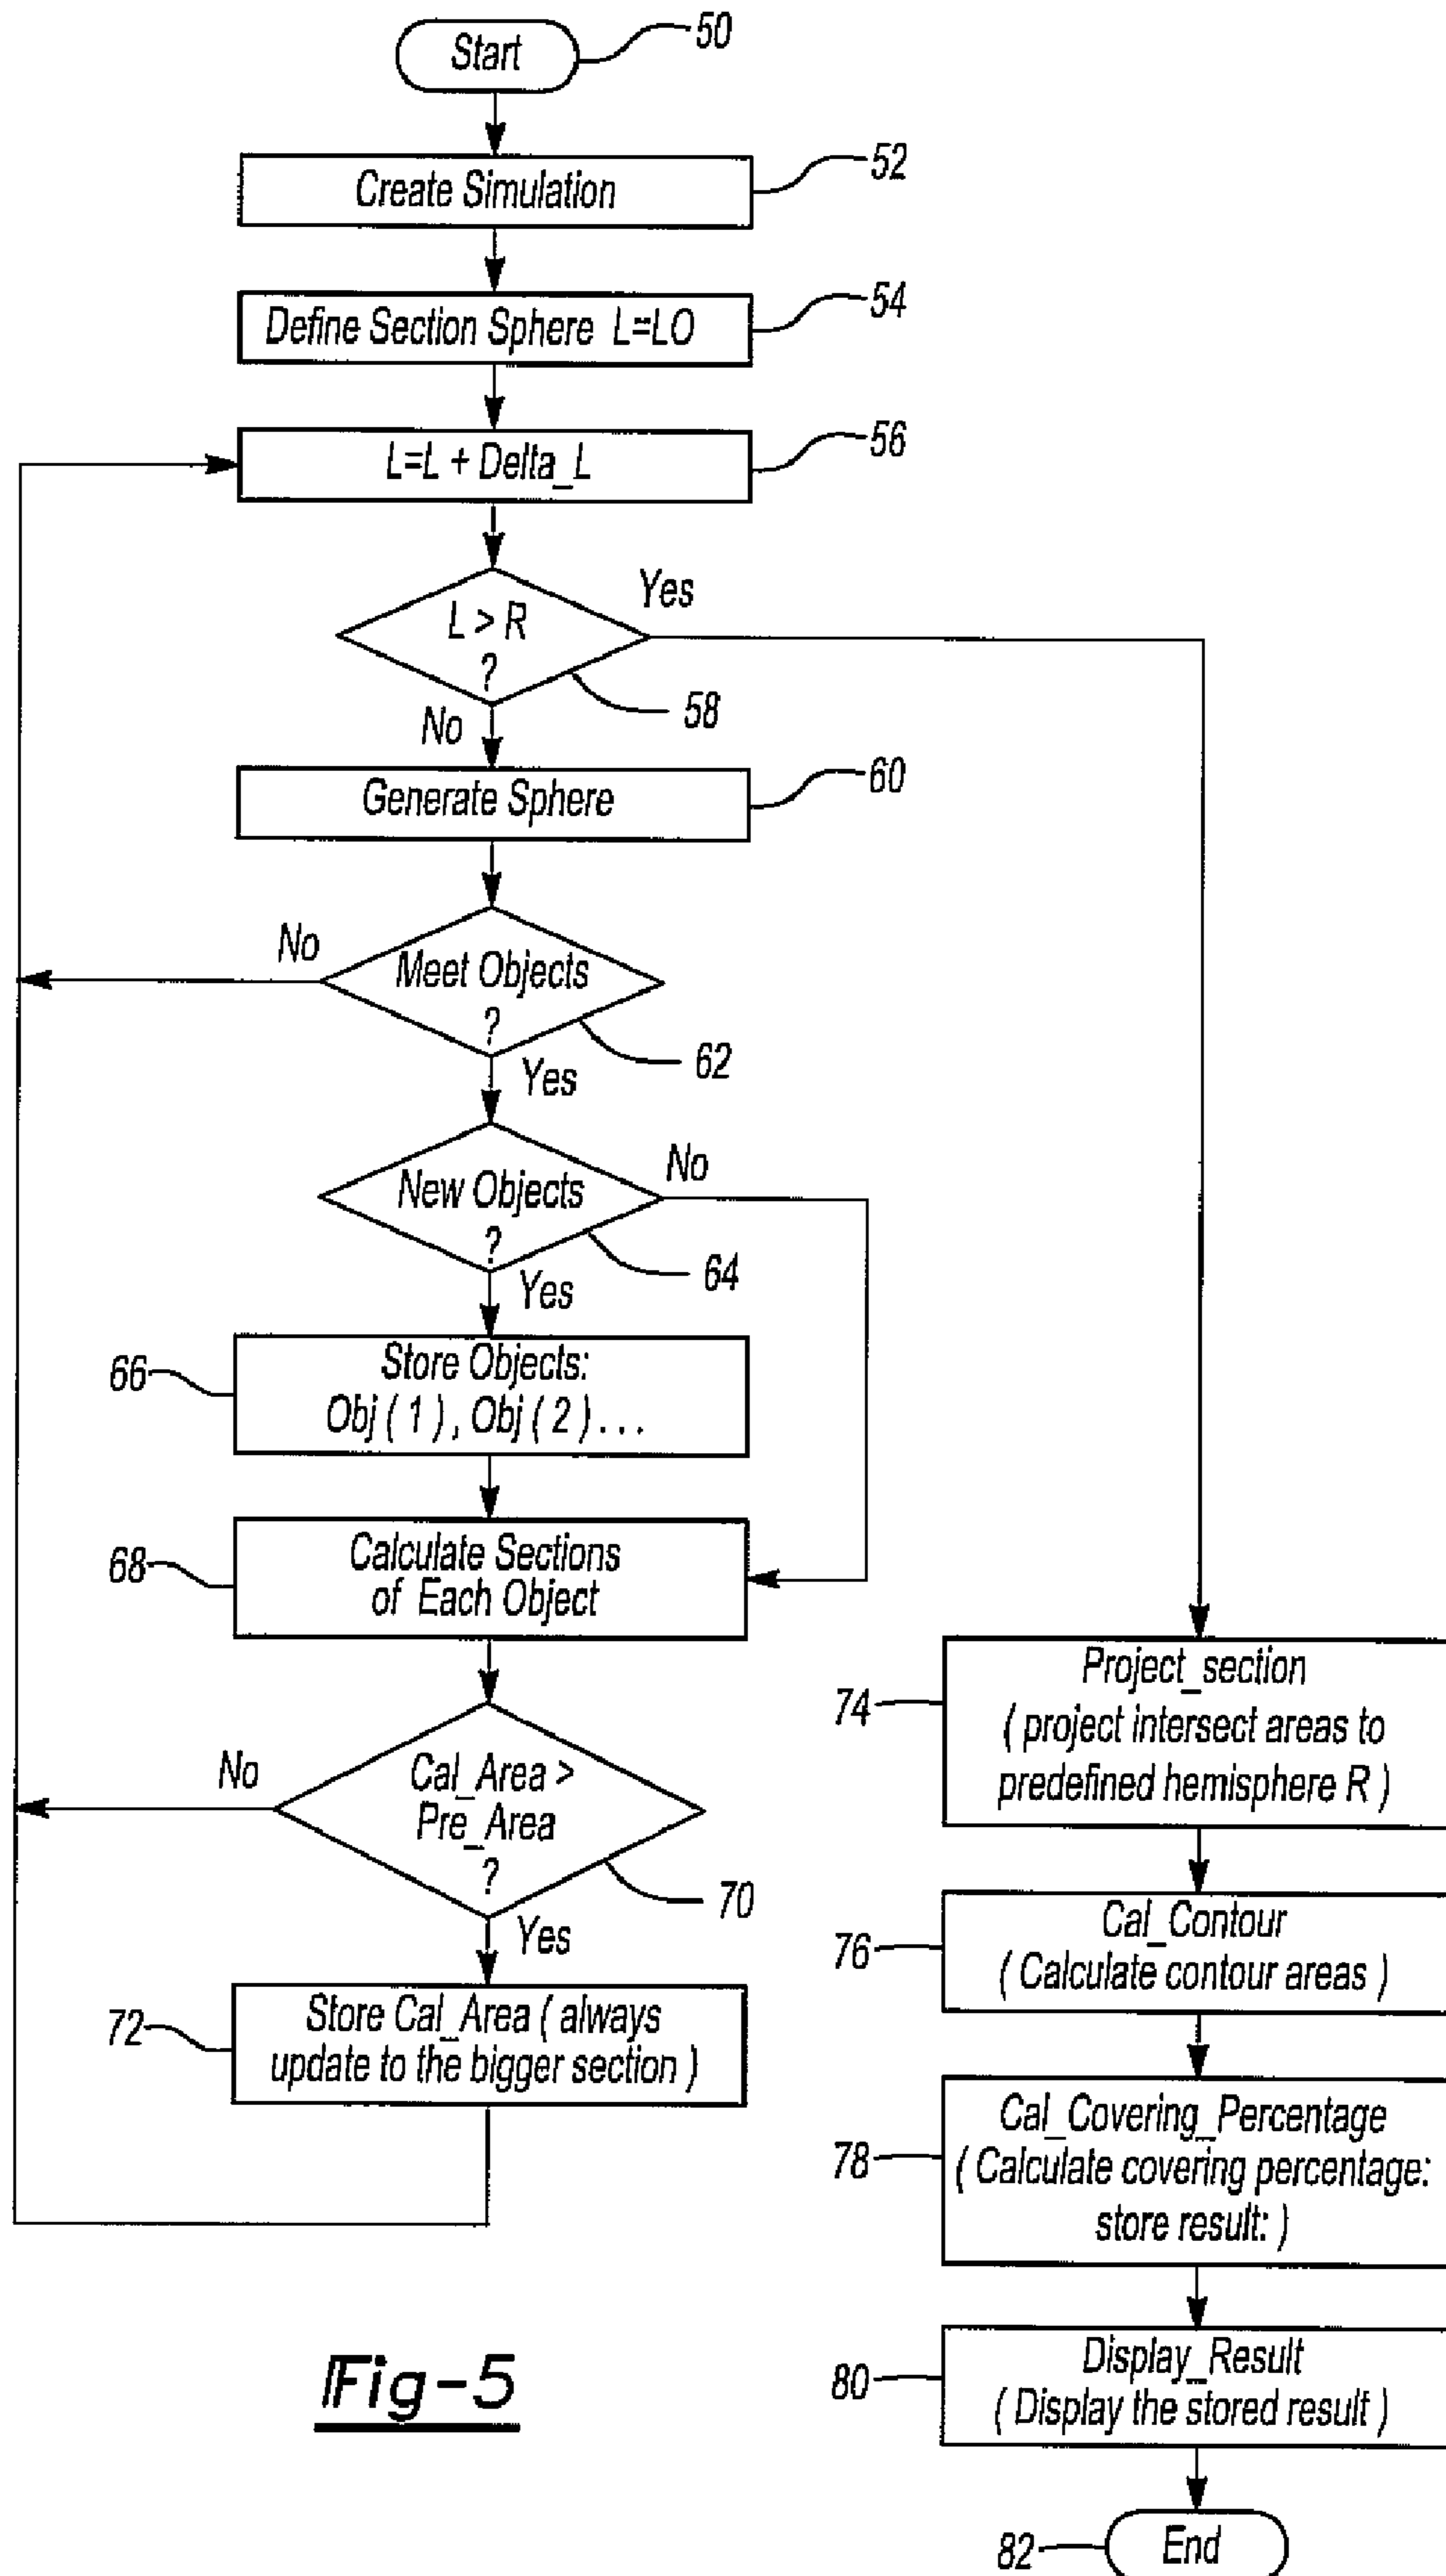 Start
50
Create Simulation
52
Define Section Sphere L=LO
54
L=L + Delta_L
56
L > R
?
Yes
58
No
Generate Sphere
60
Meet Objects
?
No
62
Yes
New Objects
?
No
64
Yes
66
Store Objects:
Obj ( 1 ) , Obj ( 2 ) . . .
68
Calculate Sections
of Each Object
Cal_Area >
Pre_Area
?
No
70
Yes
72
Store Cal_Area ( always
update to the bigger section )
74
Project_section
( project intersect areas to
predefined hemisphere R )
76
Cal_Contour
( Calculate contour areas )
78
Cal_Covering_Percentage
( Calculate covering percentage:
store result: )
80
Display_Result
( Display the stored result )
82
End
Fig-5